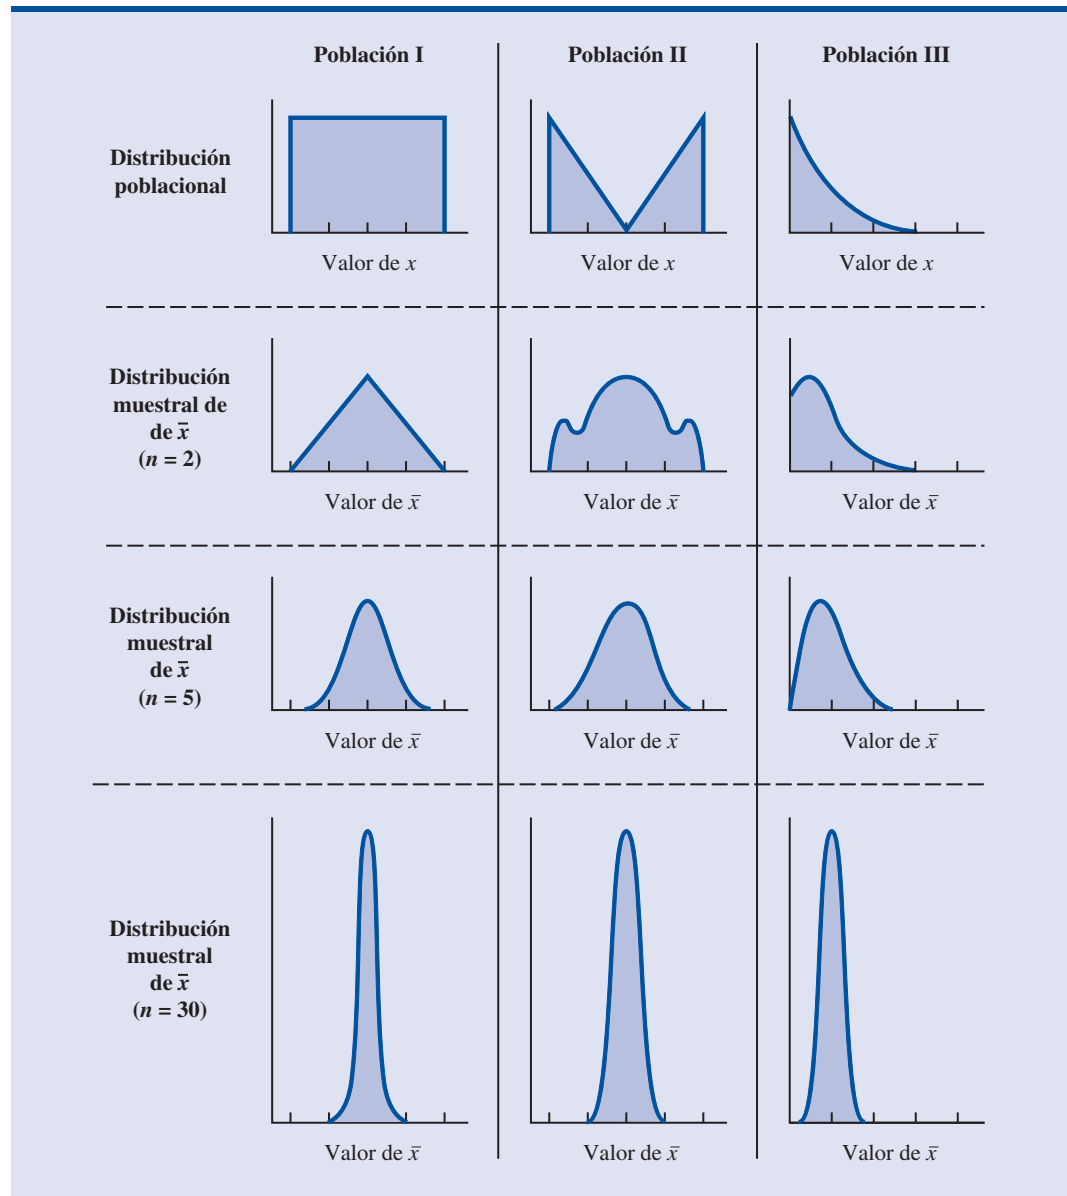 Población I
Población II
Población III
Distribución
poblacional
Valor de x
Valor de x
Valor de x
Distribución
muestral de
de x̄
(n = 2)
Valor de x̄
Valor de x̄
Valor de x̄
Distribución
muestral
de x̄
(n = 5)
Valor de x̄
Valor de x̄
Valor de x̄
Distribución
muestral
de x̄
(n = 30)
Valor de x̄
Valor de x̄
Valor de x̄